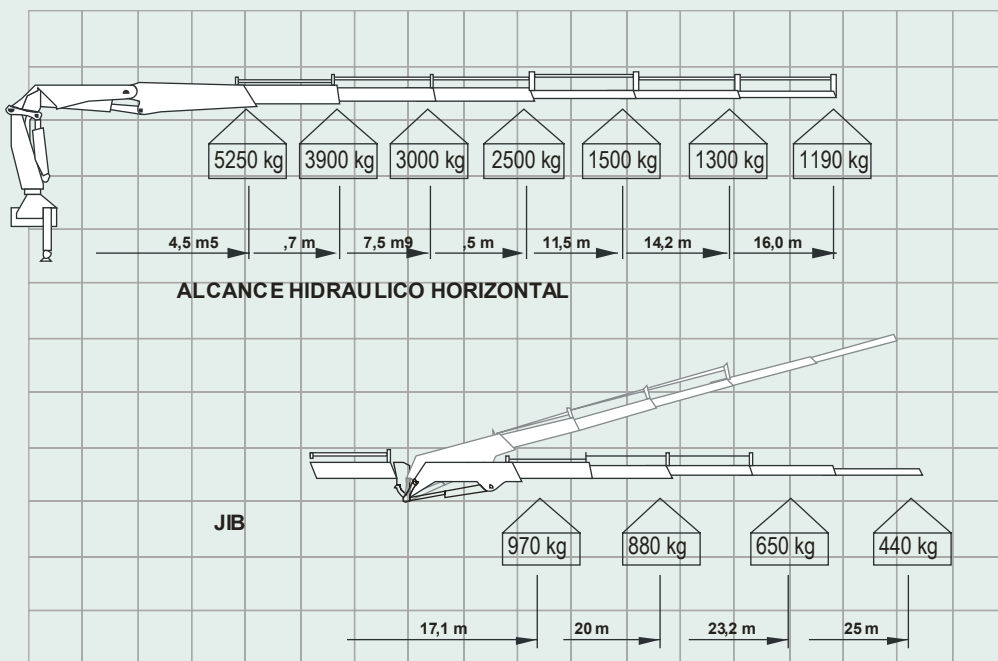 5250 kg 3900 kg 3000 kg 2500 kg 1500 kg 1300 kg 1190 kg
4,5 m5 ,7 m 7,5 m9 ,5 m 11,5 m 14,2 m 16,0 m
ALCANCE HIDRAULICO HORIZONTAL
JIB
970 kg 880 kg 650 kg 440 kg
17,1 m 20 m 23,2 m 25 m